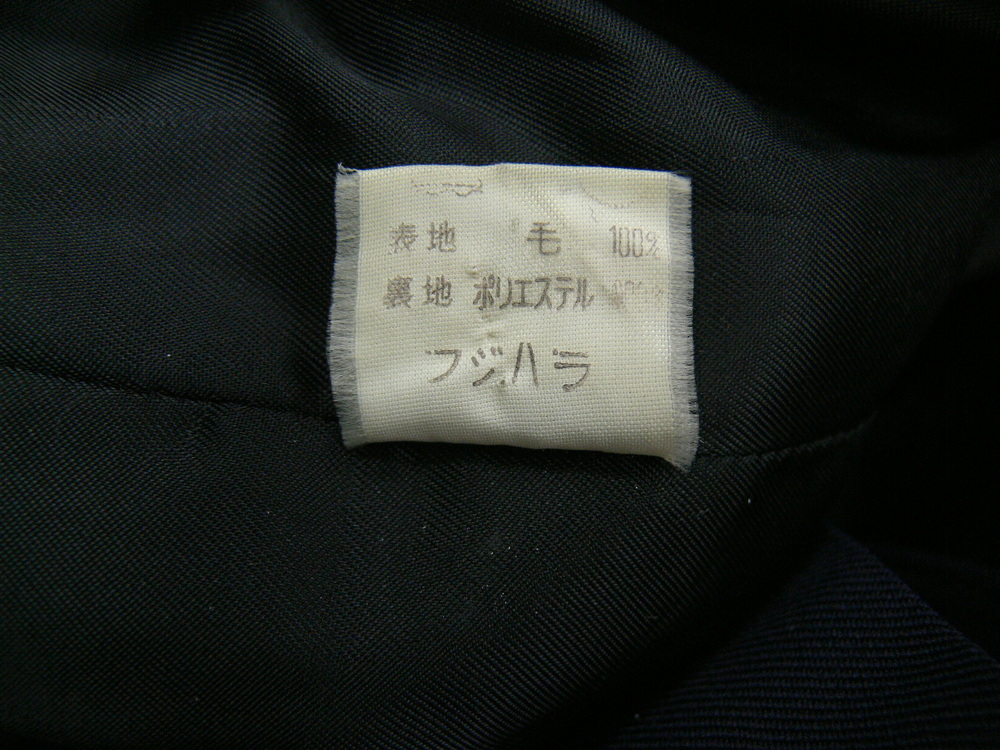 表地 毛 100%
裏地 ポリエステル
フジハラ